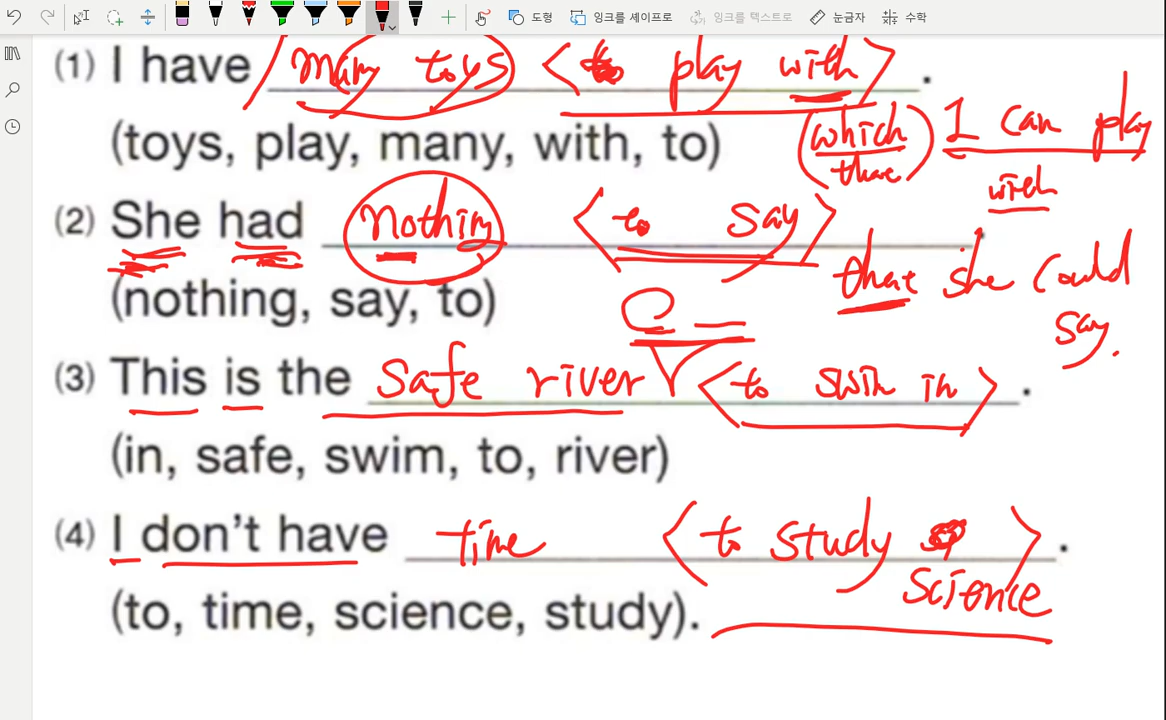 도형 잉크를 셰이프로 잉크를 텍스트로 눈금자 수학
(1) I have many toys to play with .
(toys, play, many, with, to) (which I can play
that) with
(2) She had nothing to say .
that she could
(nothing, say, to)
say.
(3) This is the safe river to swim in .
(in, safe, swim, to, river)
(4) I don't have time to study .
science
(to, time, science, study).